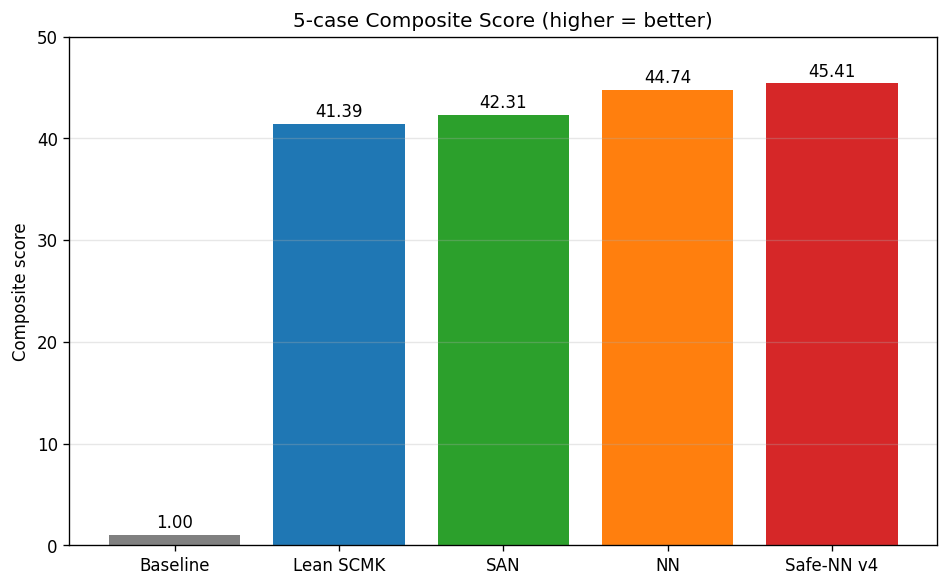 5-case Composite Score (higher = better)
Composite score
50
40
30
20
10
0
1.00
41.39
42.31
44.74
45.41
Baseline
Lean SCMK
SAN
NN
Safe-NN v4